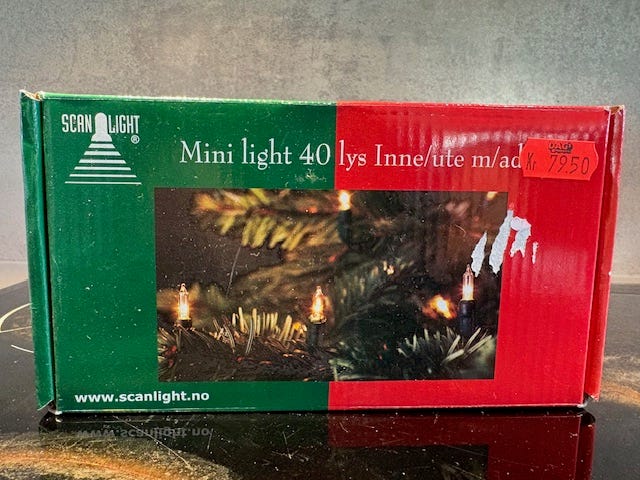 SCAN LIGHT
®
Mini light 40 lys Inne/ute m/ad
Kr 79.50
www.scanlight.no